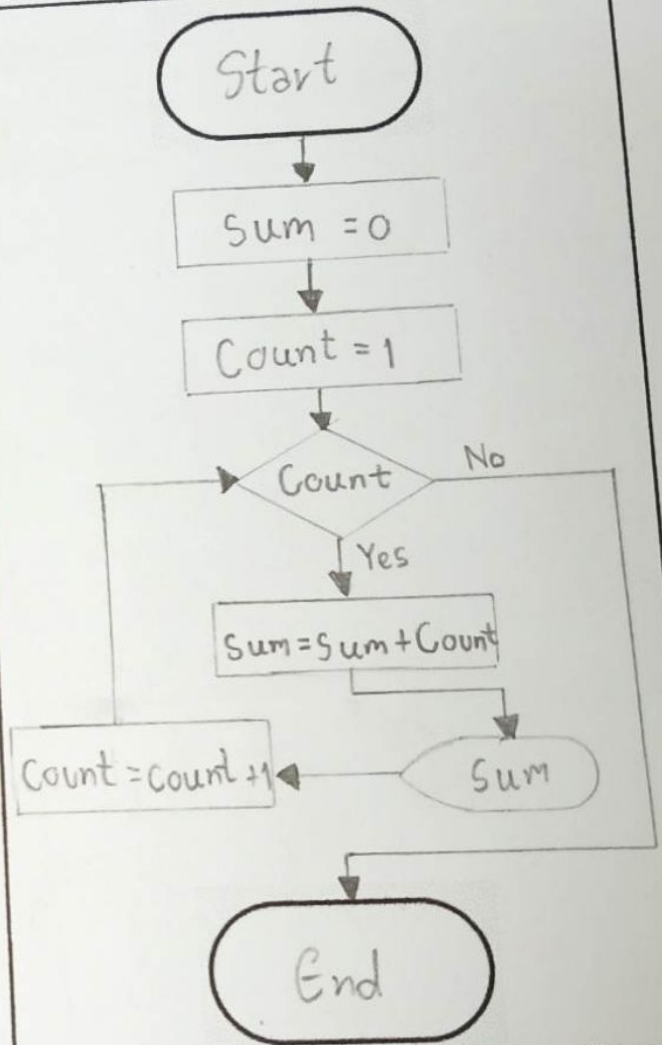 Start
Sum = 0
Count = 1
Count
No
Yes
Sum = Sum + Count
Sum
Count = Count +1
End